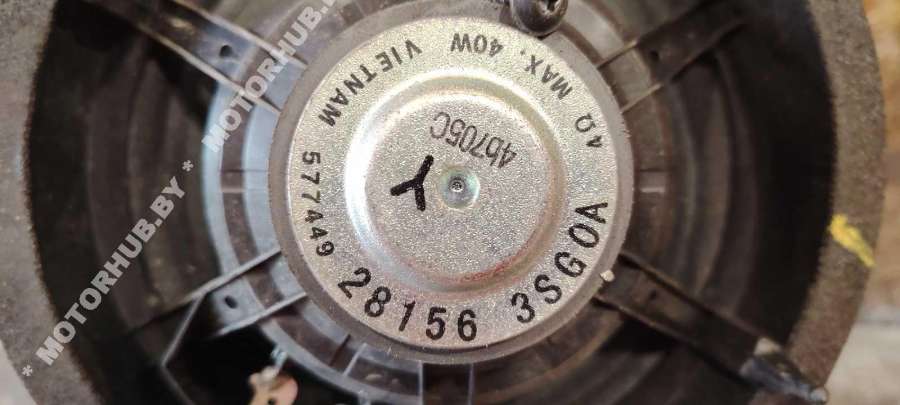 4Ω MAX. 40W
VIETNAM 577449
28156 3SG0A
4b705C
Y
* MOTORHUB.BY * MOTORHUB.BY * MOTORHUB.BY